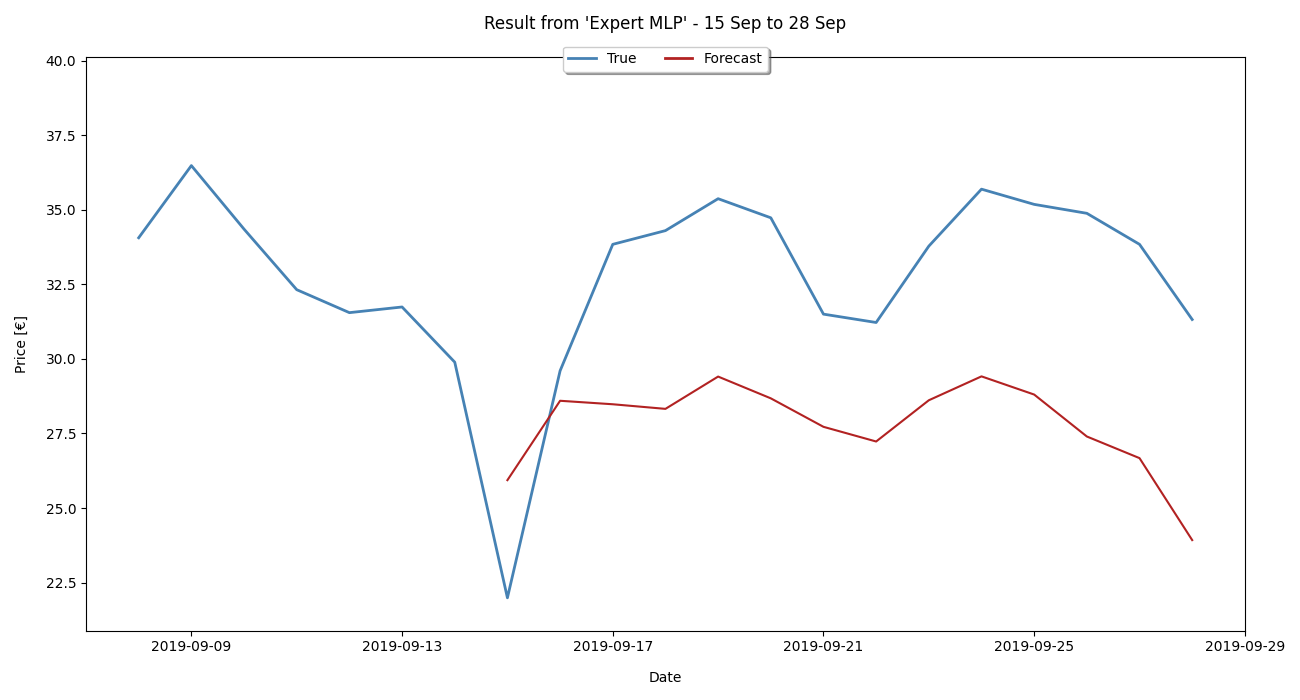 Result from 'Expert MLP' - 15 Sep to 28 Sep
True Forecast
40.0
37.5
35.0
32.5
30.0
27.5
25.0
22.5
Price [€]
2019-09-09 2019-09-13 2019-09-17 2019-09-21 2019-09-25 2019-09-29
Date